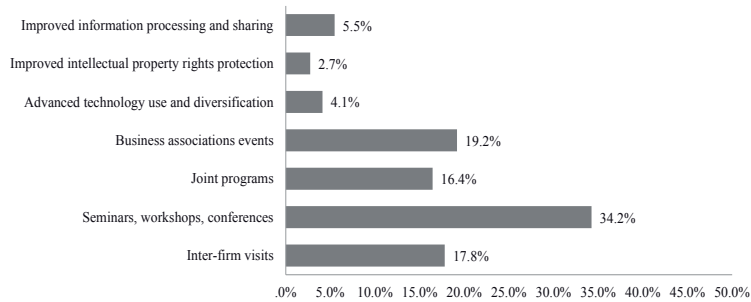 Improved information processing and sharing 5.5%
Improved intellectual property rights protection 2.7%
Advanced technology use and diversification 4.1%
Business associations events 19.2%
Joint programs 16.4%
Seminars, workshops, conferences 34.2%
Inter-firm visits 17.8%
.0% 5.0% 10.0% 15.0% 20.0% 25.0% 30.0% 35.0% 40.0% 45.0% 50.0%